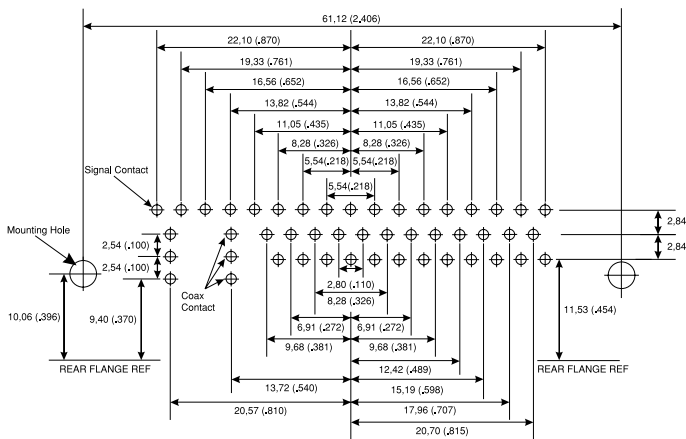 61,12 (2.406)
22,10 (.870) 22,10 (.870)
19,33 (.761) 19,33 (.761)
16,56 (.652) 16,56 (.652)
13,82 (.544) 13,82 (.544)
11,05 (.435) 11,05 (.435)
8,28 (.326) 8,28 (.326)
5,54(.218) 5,54(.218)
Signal Contact
5,54(.218)
2,84
Mounting Hole
2,54 (.100)
2,84
2,54 (.100)
Coax
Contact
2,80 (.110)
8,28 (.326)
10,06 (.396)
9,40 (.370)
11,53 (.454)
6,91 (.272) 6,91 (.272)
9,68 (.381) 9,68 (.381)
REAR FLANGE REF REAR FLANGE REF
12,42 (.489)
13,72 (.540)
15,19 (.598)
20,57 (.810)
17,96 (.707)
20,70 (.815)